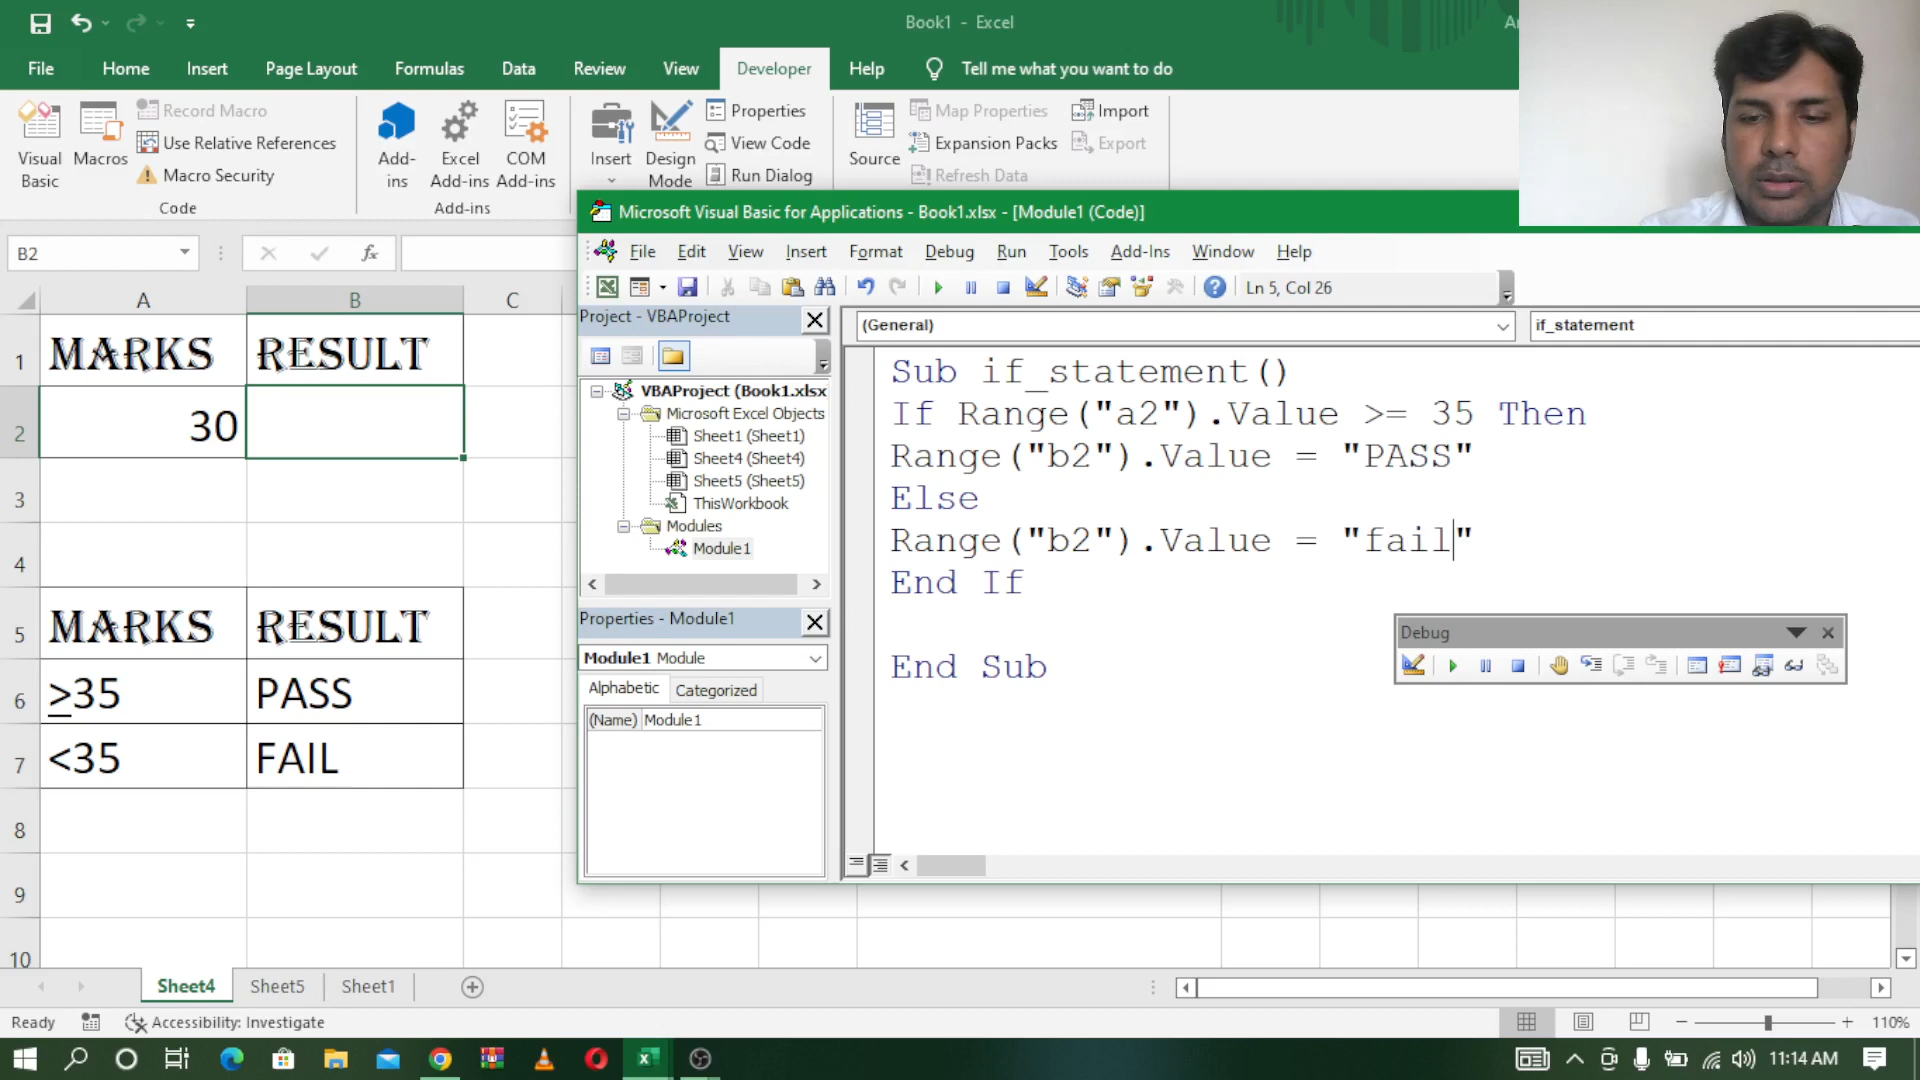 Book1 - Excel
File Home Insert Page Layout Formulas Data Review View Developer Help Tell me what you want to do
Visual Basic
Macros
Record Macro
Use Relative References
Macro Security
Code
Add-ins
Excel Add-ins
COM Add-ins
Add-ins
Insert
Design Mode
Properties
View Code
Run Dialog
Source
Map Properties
Expansion Packs
Refresh Data
Import
Export
B2
fx
A B C
1 MARKS RESULT
2 30
3
4
5 MARKS RESULT
6 >35 PASS
7 <35 FAIL
8
9
10
Microsoft Visual Basic for Applications - Book1.xlsx - [Module1 (Code)]
File Edit View Insert Format Debug Run Tools Add-Ins Window Help
Ln 5, Col 26
Project - VBAProject
VBAProject (Book1.xlsx
Microsoft Excel Objects
Sheet1 (Sheet1)
Sheet4 (Sheet4)
Sheet5 (Sheet5)
ThisWorkbook
Modules
Module1
Properties - Module1
Module1 Module
Alphabetic Categorized
(Name) Module1
(General)
if_statement
Sub if_statement()
If Range("a2").Value >= 35 Then
Range("b2").Value = "PASS"
Else
Range("b2").Value = "fail"
End If
End Sub
Debug
Sheet4 Sheet5 Sheet1
Ready Accessibility: Investigate
110%
11:14 AM